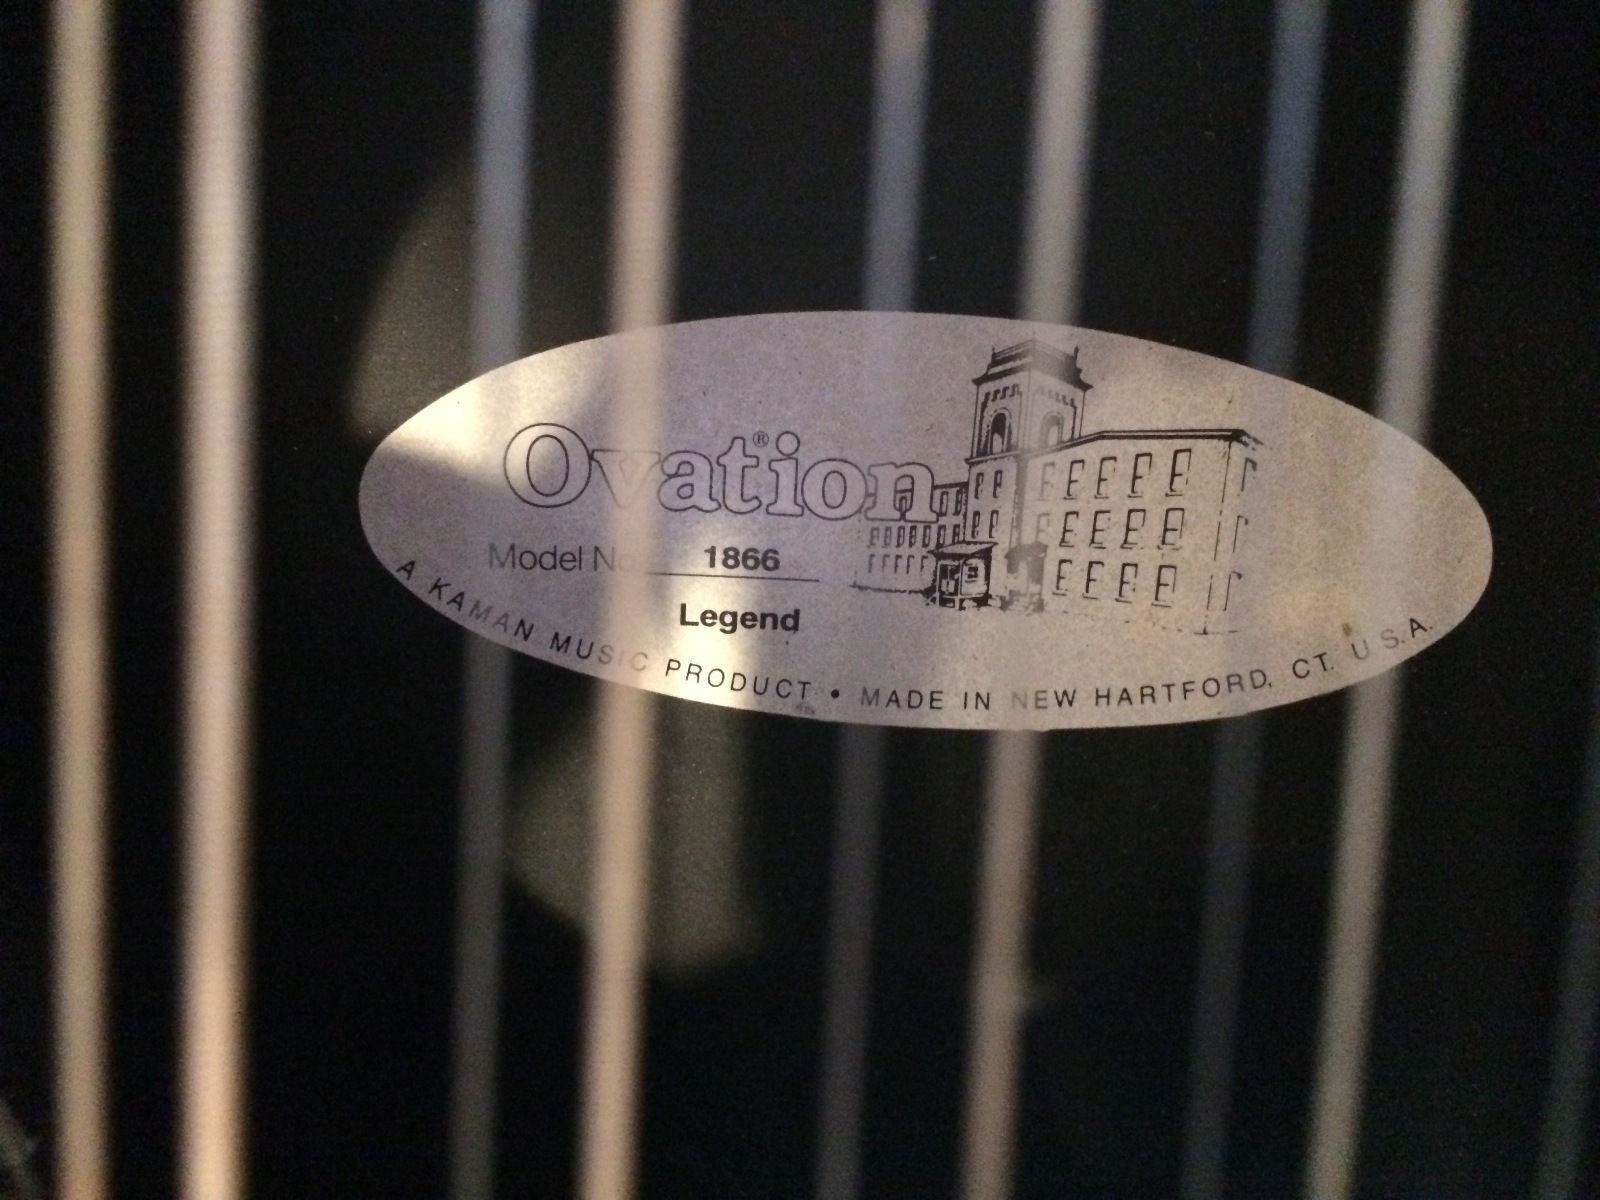 Ovation®
Model No. 1866
Legend
A KAMAN MUSIC PRODUCT • MADE IN NEW HARTFORD, CT. U.S.A.